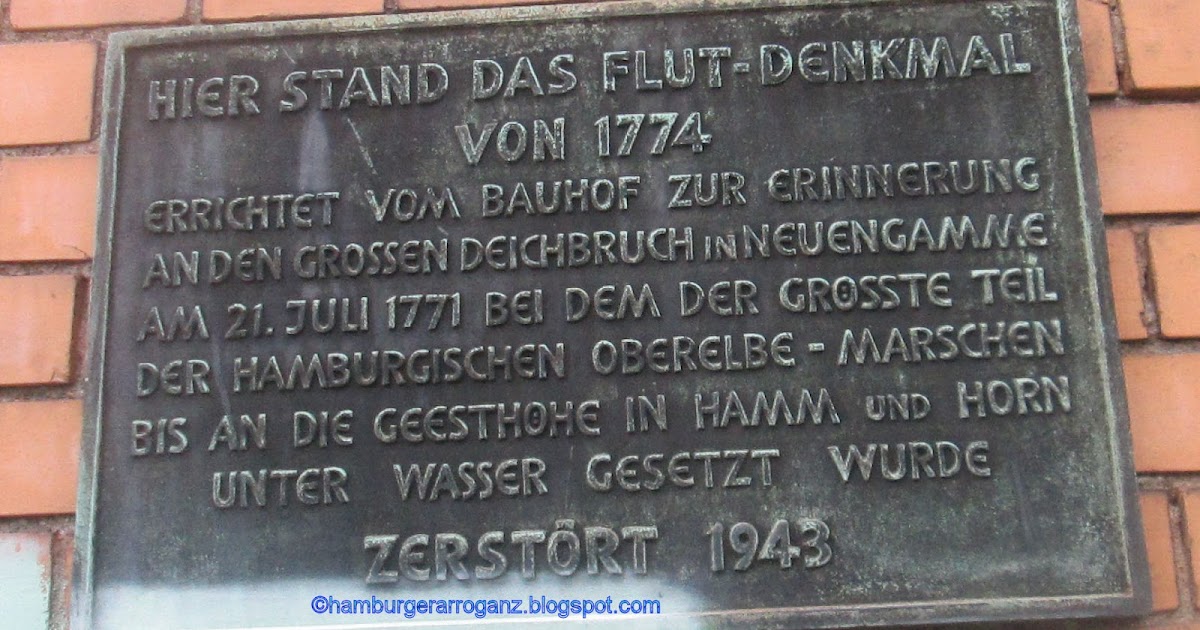 HIER STAND DAS FLUT-DENKMAL
VON 1774
ERRICHTET VOM BAUHOF ZUR ERINNERUNG
AN DEN GROSSEN DEICHBRUCH IN NEUENGAMME
AM 21. JULI 1771 BEI DEM DER GRÖSSTE TEIL
DER HAMBURGISCHEN OBERELBE - MARSCHEN
BIS AN DIE GEESTHÖHE IN HAMM UND HORN
UNTER WASSER GESETZT WURDE
ZERSTÖRT 1943
©hamburgerarroganz.blogspot.com